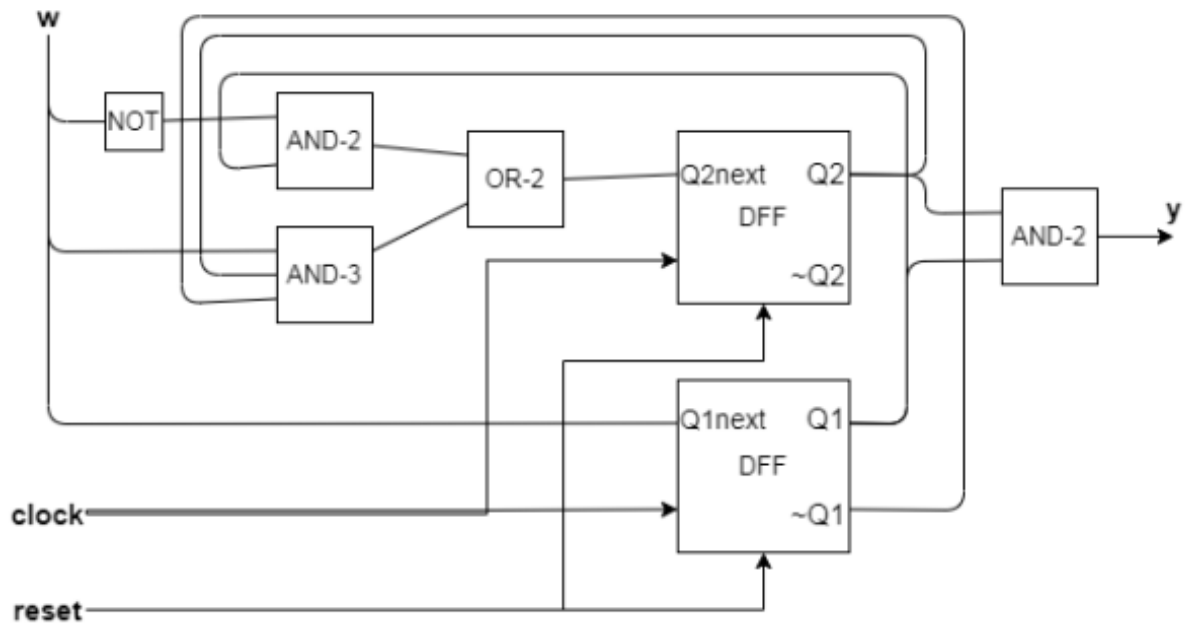 w
NOT
AND-2
OR-2
AND-3
Q2next Q2
DFF
~Q2
AND-2
y
Q1next Q1
DFF
~Q1
clock
reset